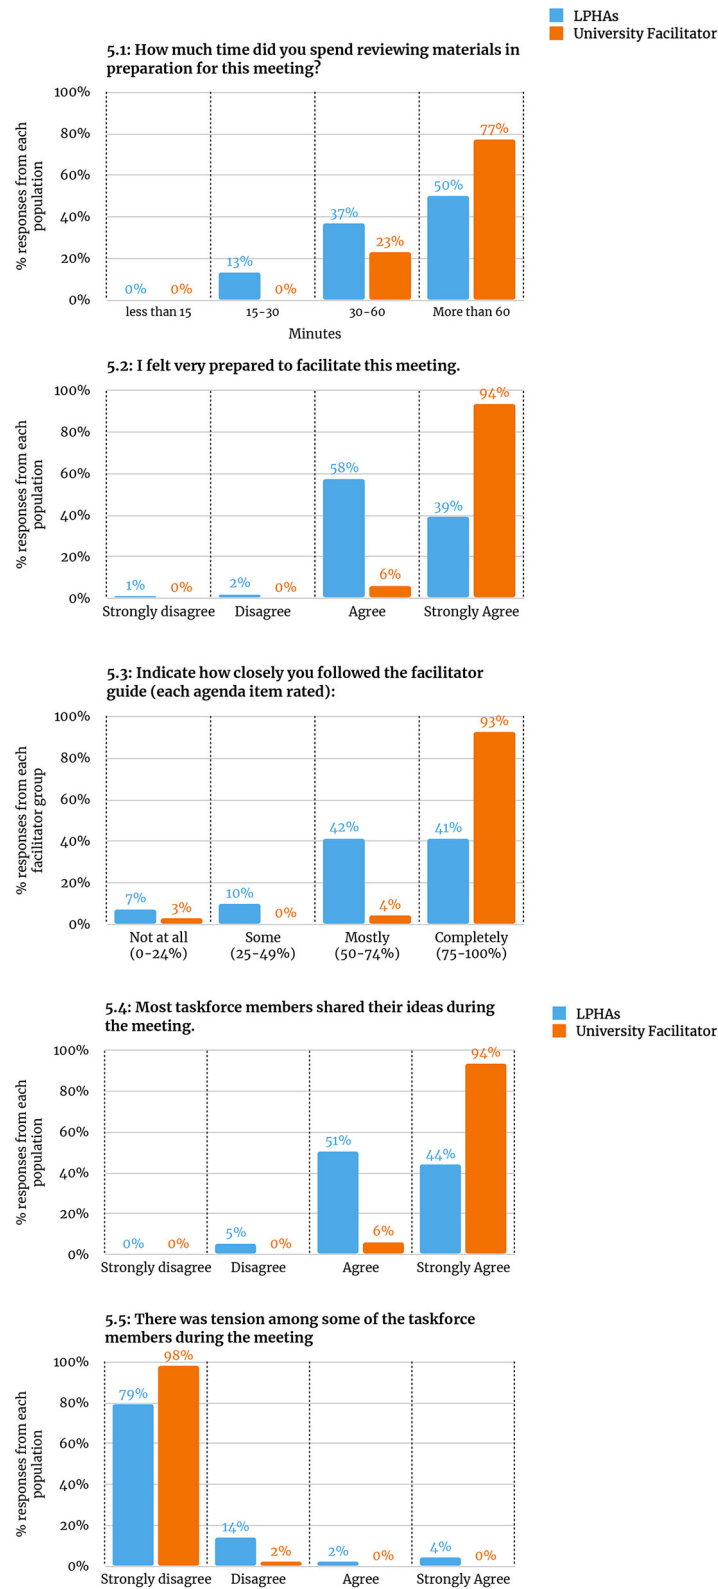 LPHAs
University Facilitator
5.1: How much time did you spend reviewing materials in
preparation for this meeting?
% responses from each
population
100%
80%
60%
40%
20%
0%
0%
0%
13%
0%
37%
23%
50%
77%
less than 15
15-30
30-60
More than 60
Minutes
5.2: I felt very prepared to facilitate this meeting.
% responses from each
population
100%
80%
60%
40%
20%
0%
1%
0%
2%
0%
58%
6%
39%
94%
Strongly disagree
Disagree
Agree
Strongly Agree
5.3: Indicate how closely you followed the facilitator
guide (each agenda item rated):
% responses from each
facilitator group
100%
80%
60%
40%
20%
0%
7%
3%
10%
0%
42%
4%
41%
93%
Not at all
(0-24%)
Some
(25-49%)
Mostly
(50-74%)
Completely
(75-100%)
5.4: Most taskforce members shared their ideas during
the meeting.
LPHAs
University Facilitator
% responses from each
population
100%
80%
60%
40%
20%
0%
0%
0%
5%
0%
51%
6%
44%
94%
Strongly disagree
Disagree
Agree
Strongly Agree
5.5: There was tension among some of the taskforce
members during the meeting
% responses from each
population
100%
80%
60%
40%
20%
0%
79%
98%
14%
2%
2%
0%
4%
0%
Strongly disagree
Disagree
Agree
Strongly Agree